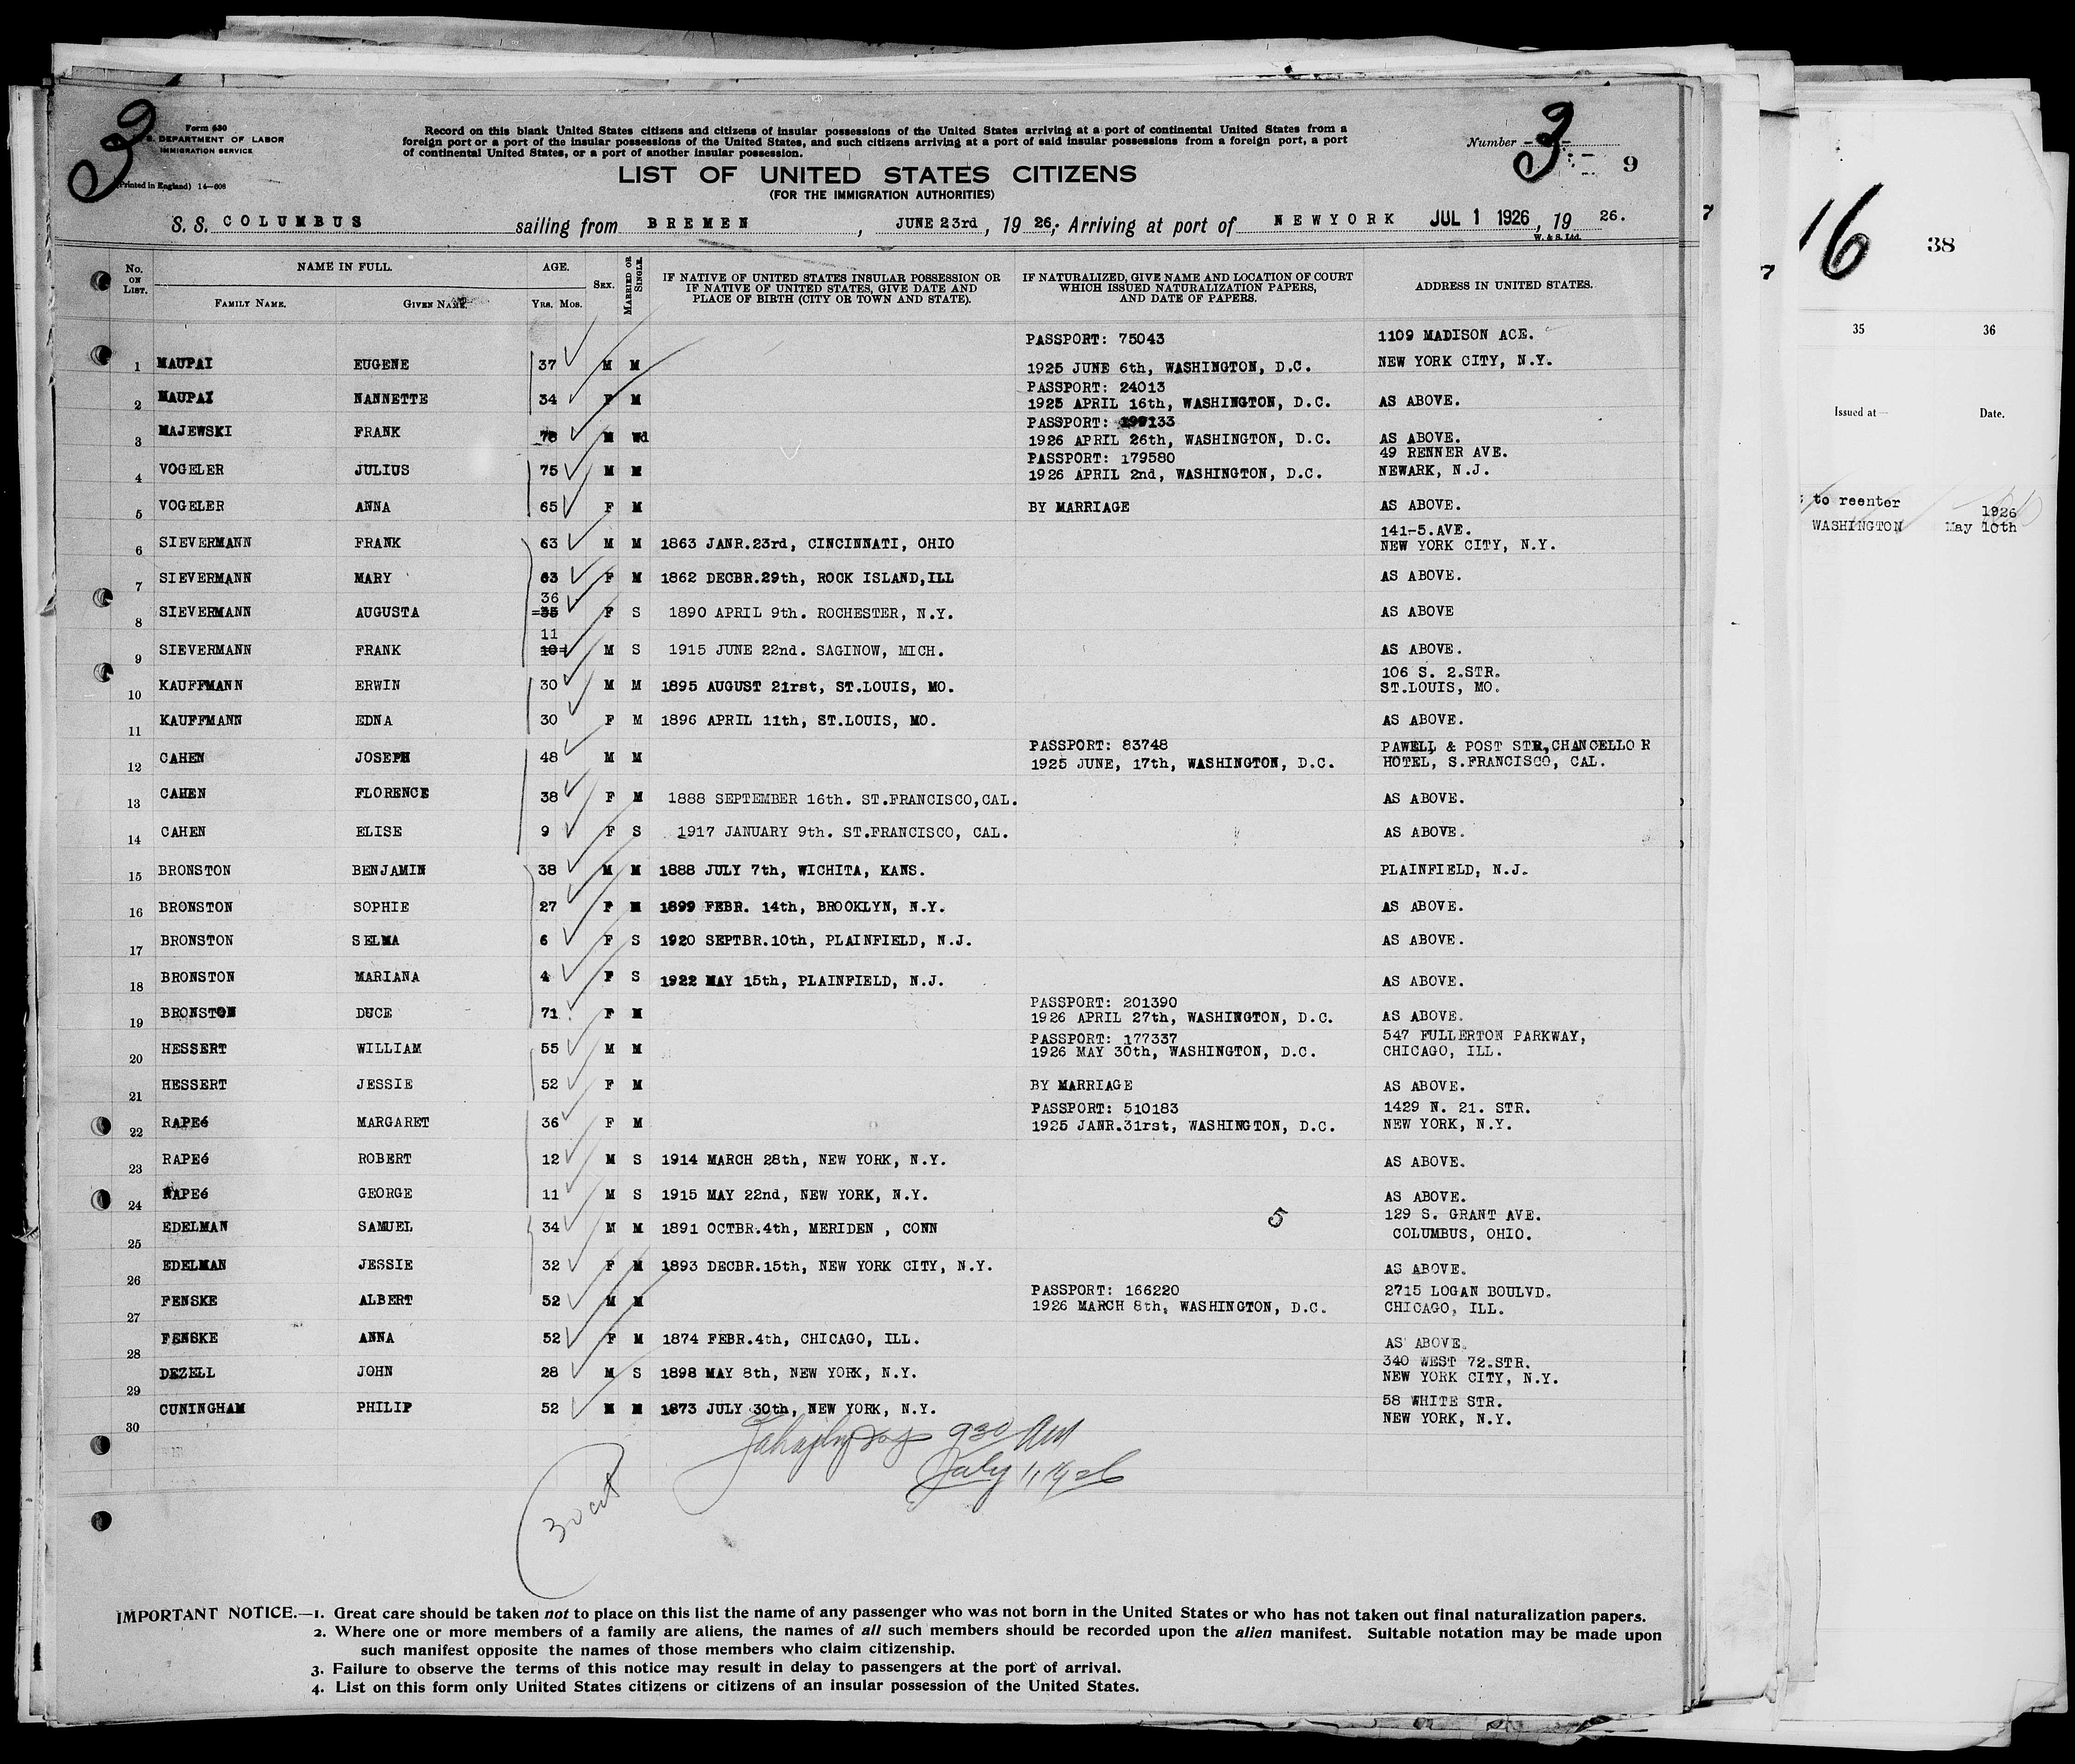 3
Form 630
S. DEPARTMENT OF LABOR
IMMIGRATION SERVICE
(Printed in England) 14—608
Record on this blank United States citizens and citizens of insular possessions of the United States arriving at a port of continental United States from a
foreign port or a port of the insular possessions of the United States, and such citizens arriving at a port of said insular possessions from a foreign port, a port
of continental United States, or a port of another insular possession.
Number 3 9
LIST OF UNITED STATES CITIZENS
(FOR THE IMMIGRATION AUTHORITIES)
S. S. COLUMBUS sailing from BREMEN, JUNE 23rd, 19 26; Arriving at port of NEWYORK JUL 1 1926, 19 26.
W. & S. Ltd.
No. ON LIST. NAME IN FULL. AGE. SEX. MARRIED OR SINGLE. IF NATIVE OF UNITED STATES INSULAR POSSESSION OR IF NATIVE OF UNITED STATES, GIVE DATE AND PLACE OF BIRTH (CITY OR TOWN AND STATE). IF NATURALIZED, GIVE NAME AND LOCATION OF COURT WHICH ISSUED NATURALIZATION PAPERS, AND DATE OF PAPERS. ADDRESS IN UNITED STATES.
FAMILY NAME. GIVEN NAME. YRS. MOS.
PASSPORT: 75043 1109 MADISON ACE.
1 MAUPAI EUGENE 37 M M 1925 JUNE 6th, WASHINGTON, D.C. NEW YORK CITY, N.Y.
PASSPORT: 24013
2 MAUPAI NANNETTE 34 F M 1925 APRIL 16th, WASHINGTON, D.C. AS ABOVE.
PASSPORT: 199133
3 MAJEWSKI FRANK 78 M Wd 1926 APRIL 26th, WASHINGTON, D.C. AS ABOVE.
PASSPORT: 179580 49 RENNER AVE.
4 VOGELER JULIUS 75 M M 1926 APRIL 2nd, WASHINGTON, D.C. NEWARK, N.J.
5 VOGELER ANNA 65 F M BY MARRIAGE AS ABOVE.
141-5.AVE.
6 SIEVERMANN FRANK 63 M M 1863 JANR.23rd, CINCINNATI, OHIO NEW YORK CITY, N.Y.
7 SIEVERMANN MARY 63 F M 1862 DECBR.29th, ROCK ISLAND,ILL AS ABOVE.
36
8 SIEVERMANN AUGUSTA =35 F S 1890 APRIL 9th. ROCHESTER, N.Y. AS ABOVE
11
9 SIEVERMANN FRANK 10= M S 1915 JUNE 22nd. SAGINOW, MICH. AS ABOVE.
106 S. 2.STR.
10 KAUFFMANN ERWIN 30 M M 1895 AUGUST 21rst, ST.LOUIS, MO. ST.LOUIS, MO.
11 KAUFFMANN EDNA 30 F M 1896 APRIL 11th, ST.LOUIS, MO. AS ABOVE.
PASSPORT: 83748 PAWELL & POST STR,CHANCELLO R
12 CAHEN JOSEPH 48 M M 1925 JUNE, 17th, WASHINGTON, D.C. HOTEL, S.FRANCISCO, CAL.
13 CAHEN FLORENCE 38 F M 1888 SEPTEMBER 16th. ST.FRANCISCO,CAL. AS ABOVE.
14 CAHEN ELISE 9 F S 1917 JANUARY 9th. ST.FRANCISCO, CAL. AS ABOVE.
15 BRONSTON BENJAMIN 38 M M 1888 JULY 7th, WICHITA, KANS. PLAINFIELD, N.J.
16 BRONSTON SOPHIE 27 F M 1899 FEBR. 14th, BROOKLYN, N.Y. AS ABOVE.
17 BRONSTON SELMA 6 F S 1920 SEPTBR.10th, PLAINFIELD, N.J. AS ABOVE.
18 BRONSTON MARIANA 4 F S 1922 MAY 15th, PLAINFIELD, N.J. AS ABOVE.
PASSPORT: 201390
19 BRONSTON DUCE 71 F M 1926 APRIL 27th, WASHINGTON, D.C. AS ABOVE.
PASSPORT: 177337 547 FULLERTON PARKWAY,
20 HESSERT WILLIAM 55 M M 1926 MAY 30th, WASHINGTON, D.C. CHICAGO, ILL.
21 HESSERT JESSIE 52 F M BY MARRIAGE AS ABOVE.
PASSPORT: 510183 1429 N. 21. STR.
22 RAPEé MARGARET 36 F M 1925 JANR.31rst, WASHINGTON, D.C. NEW YORK, N.Y.
23 RAPEé ROBERT 12 M S 1914 MARCH 28th, NEW YORK, N.Y. AS ABOVE.
24 RAPEé GEORGE 11 M S 1915 MAY 22nd, NEW YORK, N.Y. AS ABOVE.
5 129 S. GRANT AVE.
25 EDELMAN SAMUEL 34 M M 1891 OCTBR.4th, MERIDEN , CONN COLUMBUS, OHIO.
26 EDELMAN JESSIE 32 F M 1893 DECBR.15th, NEW YORK CITY, N.Y. AS ABOVE.
PASSPORT: 166220 2715 LOGAN BOULVD.
27 FENSKE ALBERT 52 M M 1926 MARCH 8th, WASHINGTON, D.C. CHICAGO, ILL.
28 FENSKE ANNA 52 F M 1874 FEBR.4th, CHICAGO, ILL. AS ABOVE.
340 WEST 72.STR.
29 DEZELL JOHN 28 M S 1898 MAY 8th, NEW YORK, N.Y. NEW YORK CITY, N.Y.
58 WHITE STR.
30 CUNINGHAM PHILIP 52 M M 1873 JULY 30th, NEW YORK, N.Y. NEW YORK, N.Y.
930 AM
July 1, 1926
30 cit
IMPORTANT NOTICE.—1. Great care should be taken not to place on this list the name of any passenger who was not born in the United States or who has not taken out final naturalization papers.
2. Where one or more members of a family are aliens, the names of all such members should be recorded upon the alien manifest. Suitable notation may be made upon
such manifest opposite the names of those members who claim citizenship.
3. Failure to observe the terms of this notice may result in delay to passengers at the port of arrival.
4. List on this form only United States citizens or citizens of an insular possession of the United States.
7
7
16 38
35 36
Issued at — Date.
to reenter 1926
WASHINGTON May 10th